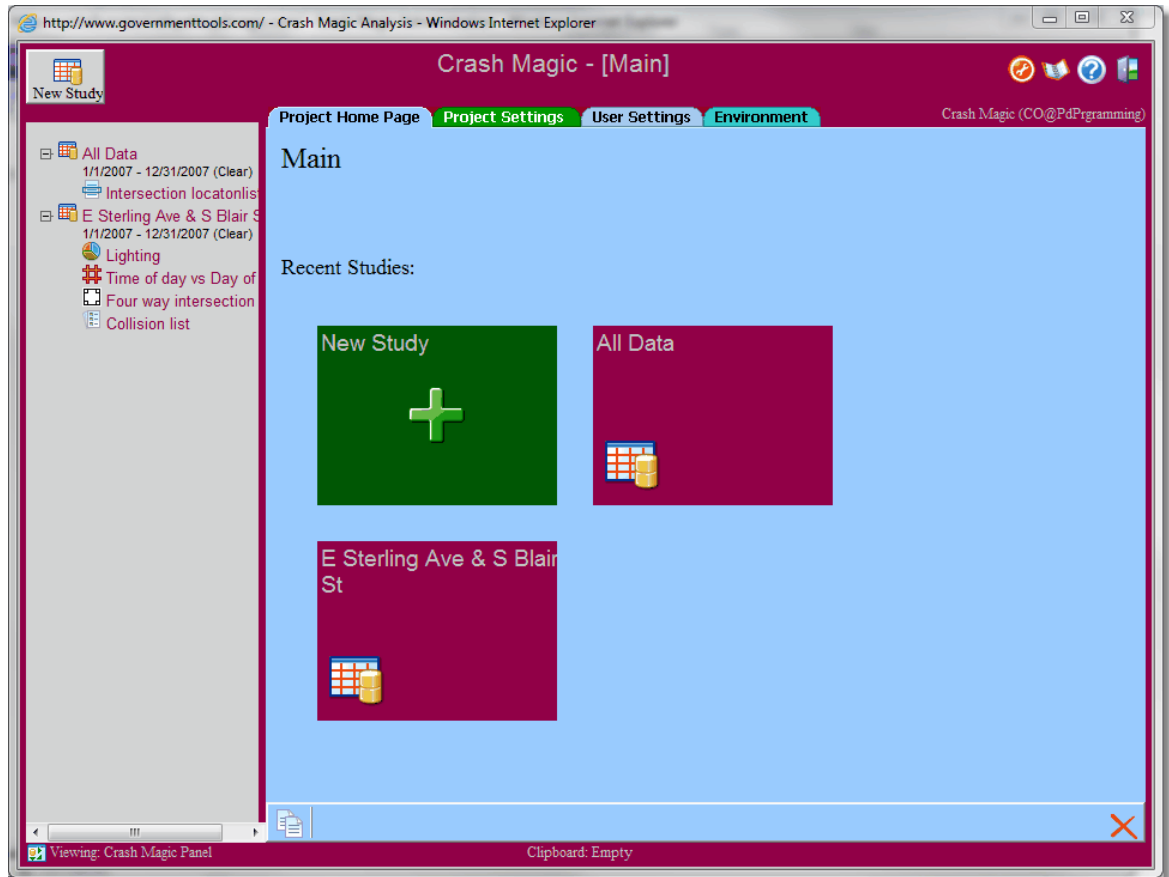 http://www.governmenttools.com/ - Crash Magic Analysis - Windows Internet Explorer
Crash Magic - [Main]
New Study
Project Home Page
Project Settings
User Settings
Environment
Crash Magic (CO@PdPrgramming)
All Data
1/1/2007 - 12/31/2007 (Clear)
Intersection locatonlis
E Sterling Ave & S Blair S
1/1/2007 - 12/31/2007 (Clear)
Lighting
Time of day vs Day of
Four way intersection
Collision list
Main
Recent Studies:
New Study
All Data
E Sterling Ave & S Blair
St
Viewing: Crash Magic Panel
Clipboard: Empty